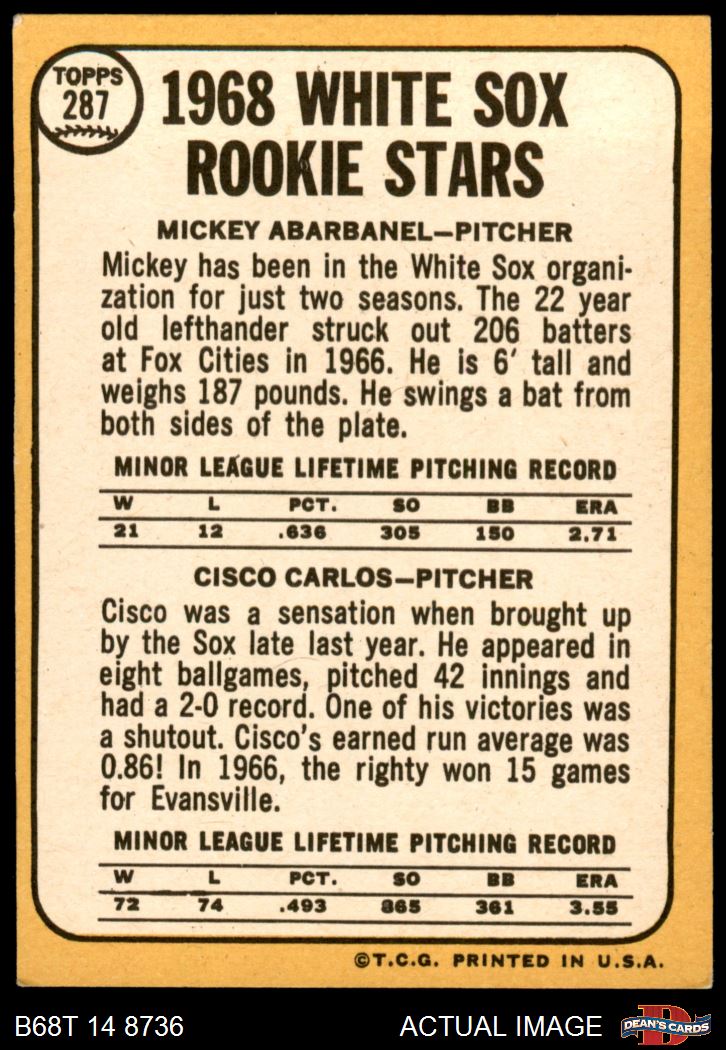 TOPPS
287
1968 WHITE SOX
ROOKIE STARS
MICKEY ABARBANEL—PITCHER
Mickey has been in the White Sox organi-
zation for just two seasons. The 22 year
old lefthander struck out 206 batters
at Fox Cities in 1966. He is 6' tall and
weighs 187 pounds. He swings a bat from
both sides of the plate.
MINOR LEAGUE LIFETIME PITCHING RECORD
W L PCT. SO BB ERA
21 12 .636 305 150 2.71
CISCO CARLOS—PITCHER
Cisco was a sensation when brought up
by the Sox late last year. He appeared in
eight ballgames, pitched 42 innings and
had a 2-0 record. One of his victories was
a shutout. Cisco's earned run average was
0.86! In 1966, the righty won 15 games
for Evansville.
MINOR LEAGUE LIFETIME PITCHING RECORD
W L PCT. SO BB ERA
72 74 .493 865 361 3.55
©T.C.G. PRINTED IN U.S.A.
B68T 14 8736 ACTUAL IMAGE D DEAN'S CARDS